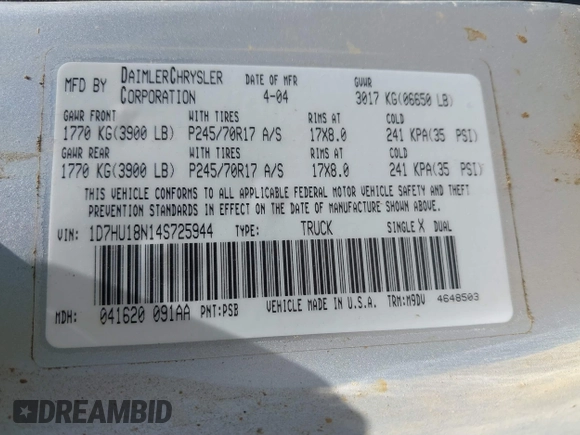 MFD BY DAIMLERCHRYSLER CORPORATION DATE OF MFR 4-04 GVWR 3017 KG(06650 LB)
GAWR FRONT WITH TIRES RIMS AT COLD
1770 KG(3900 LB) P245/70R17 A/S 17X8.0 241 KPA(35 PSI)
GAWR REAR WITH TIRES RIMS AT COLD
1770 KG(3900 LB) P245/70R17 A/S 17X8.0 241 KPA(35 PSI)
THIS VEHICLE CONFORMS TO ALL APPLICABLE FEDERAL MOTOR VEHICLE SAFETY AND THEFT
PREVENTION STANDARDS IN EFFECT ON THE DATE OF MANUFACTURE SHOWN ABOVE.
VIN: 1D7HU18N14S725944 TYPE: TRUCK SINGLE X DUAL
MDH: 041620 091AA PNT:PSB VEHICLE MADE IN U.S.A. TRM:M9DV 4648503
DREAMBID